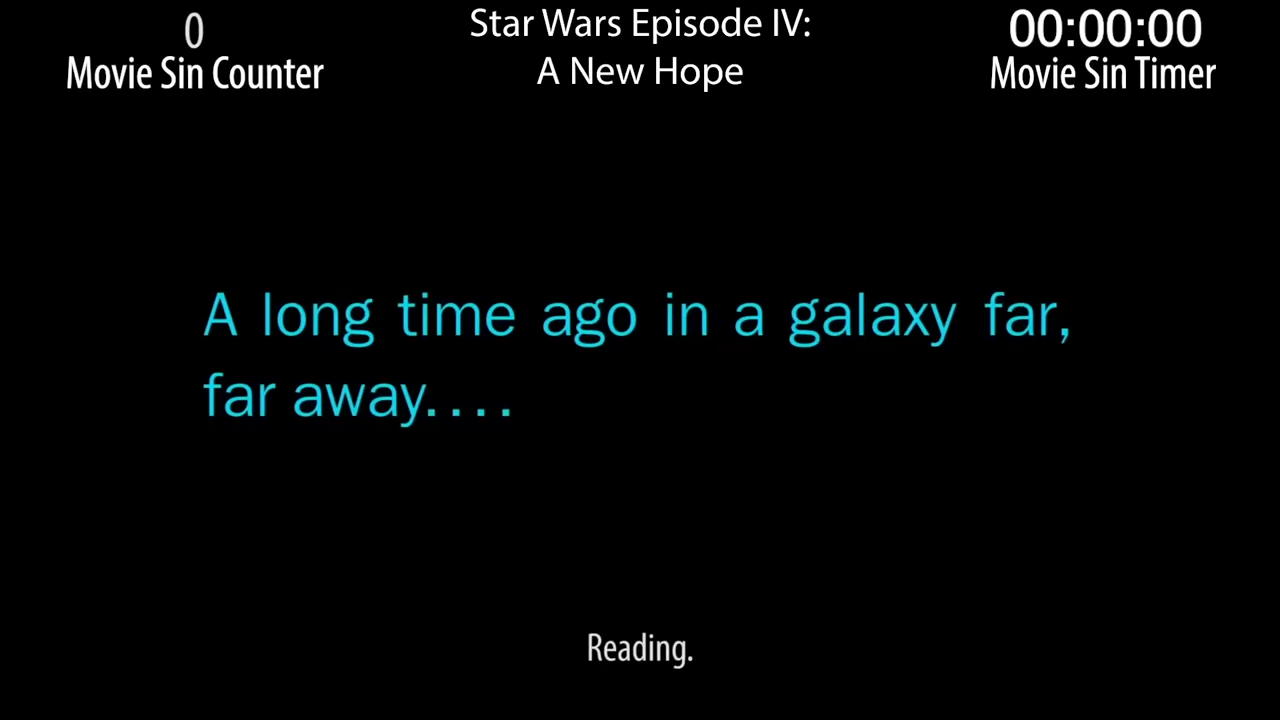 0
Movie Sin Counter
Star Wars Episode IV:
A New Hope
00:00:00
Movie Sin Timer
A long time ago in a galaxy far,
far away....
Reading.